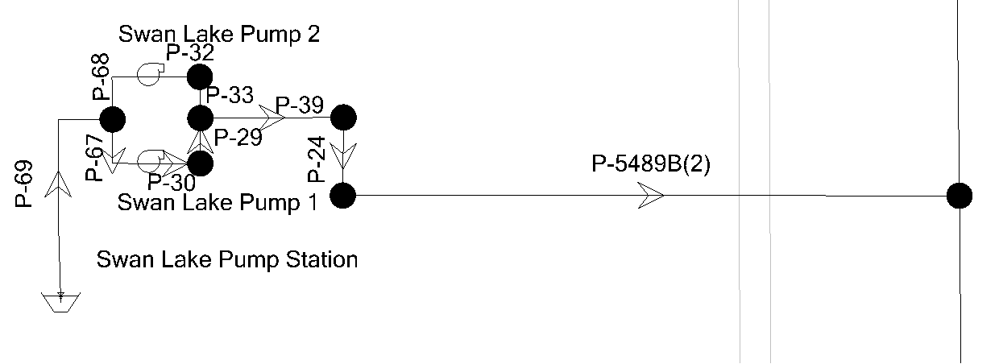 Swan Lake Pump 2
P-32
P-68
P-33
P-39
P-29
P-67
P-24
P-30
P-69
P-5489B(2)
Swan Lake Pump 1
Swan Lake Pump Station